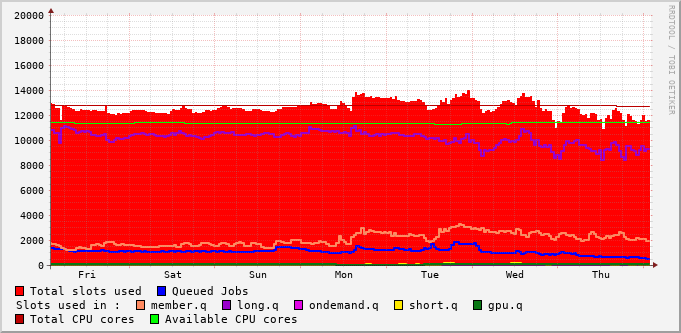 20000
18000
16000
14000
12000
10000
8000
6000
4000
2000
0
Fri Sat Sun Mon Tue Wed Thu
RRDTOOL / TOBI OETIKER
Total slots used Queued Jobs
Slots used in : member.q long.q ondemand.q short.q gpu.q
Total CPU cores Available CPU cores